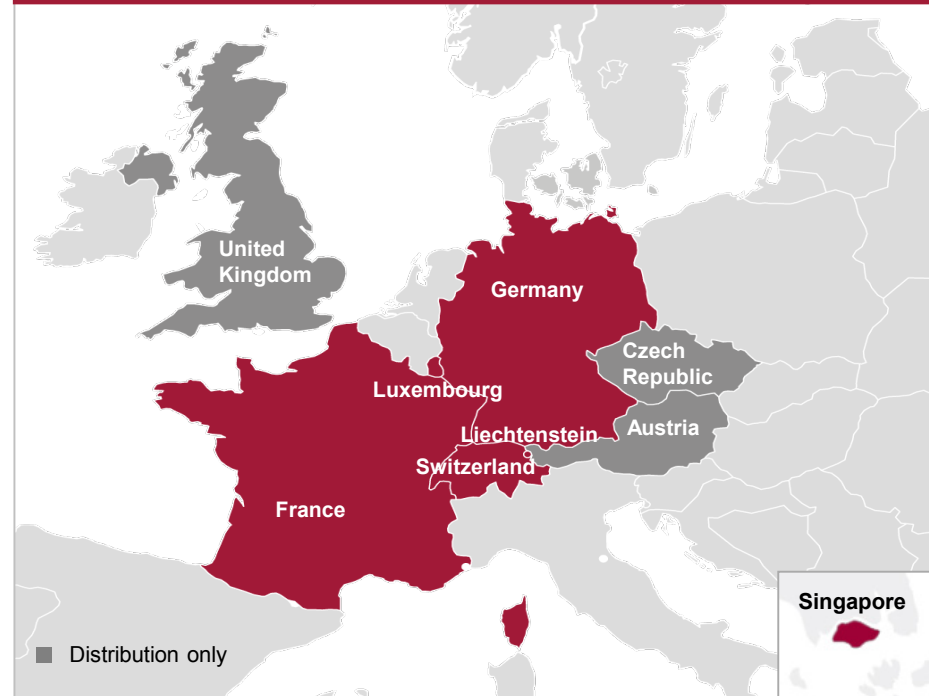 United
Kingdom
Germany
Czech
Republic
Luxembourg
Austria
Liechtenstein
Switzerland
France
Singapore
Distribution only